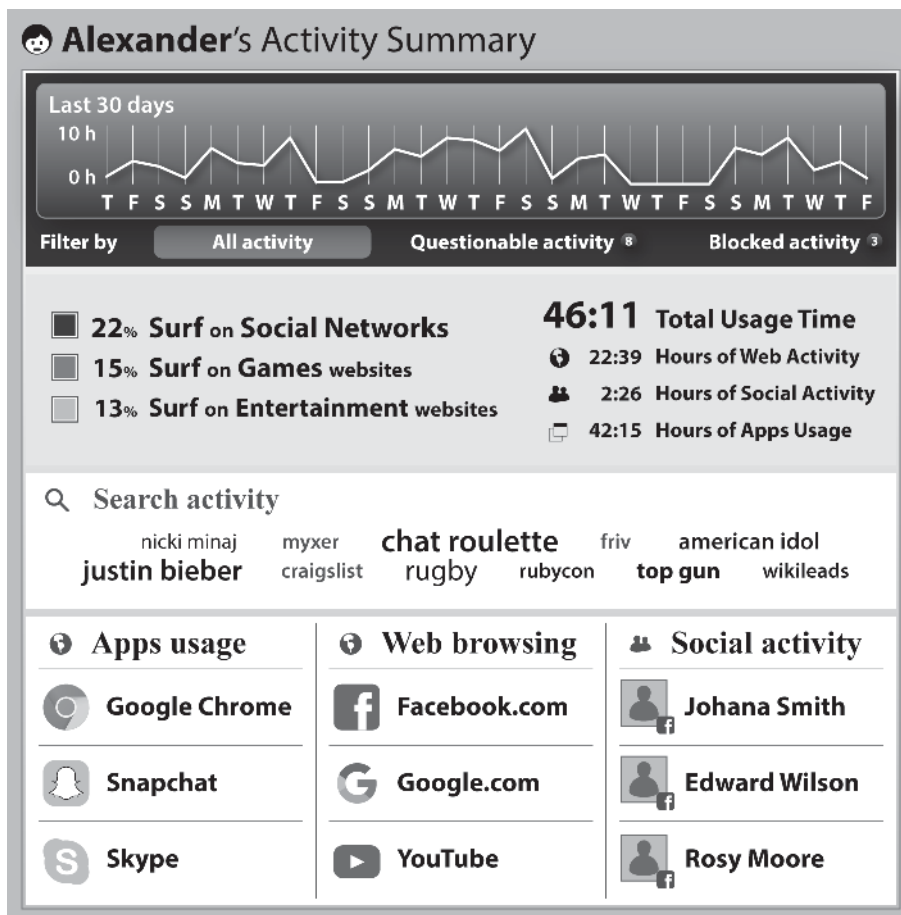 Alexander's Activity Summary
Last 30 days
10 h
0 h
T F S S M T W T F S S M T W T F S S M T W T F S S M T W T F
Filter by All activity Questionable activity 8 Blocked activity 3
22% Surf on Social Networks
15% Surf on Games websites
13% Surf on Entertainment websites
46:11 Total Usage Time
22:39 Hours of Web Activity
2:26 Hours of Social Activity
42:15 Hours of Apps Usage
Search activity
nicki minaj myxer chat roulette friv american idol
justin bieber craigslist rugby rubycon top gun wikileads
Apps usage
Google Chrome
Snapchat
Skype
Web browsing
Facebook.com
Google.com
YouTube
Social activity
Johana Smith
Edward Wilson
Rosy Moore